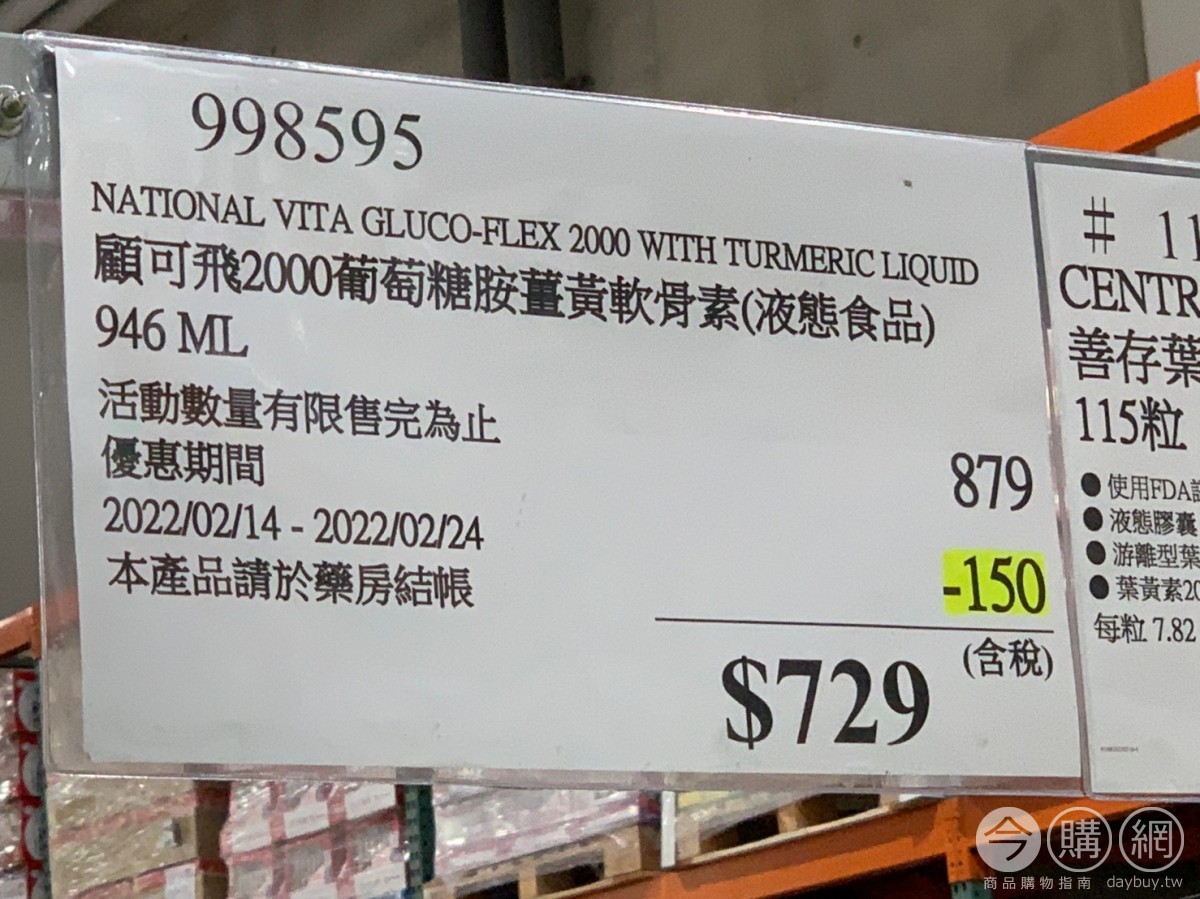 998595
NATIONAL VITA GLUCO-FLEX 2000 WITH TURMERIC LIQUID
顧可飛2000葡萄糖胺薑黃軟骨素(液態食品)
946 ML
活動數量有限售完為止
優惠期間
2022/02/14 - 2022/02/24
本產品請於藥房結帳
879
-150
(含稅)
$729
# 11
CENTR
善存葉
115粒
● 使用FDA
● 液態膠囊
● 游離型葉
● 葉黃素20
每粒 7.82
今購網
商品購物指南 daybuy.tw